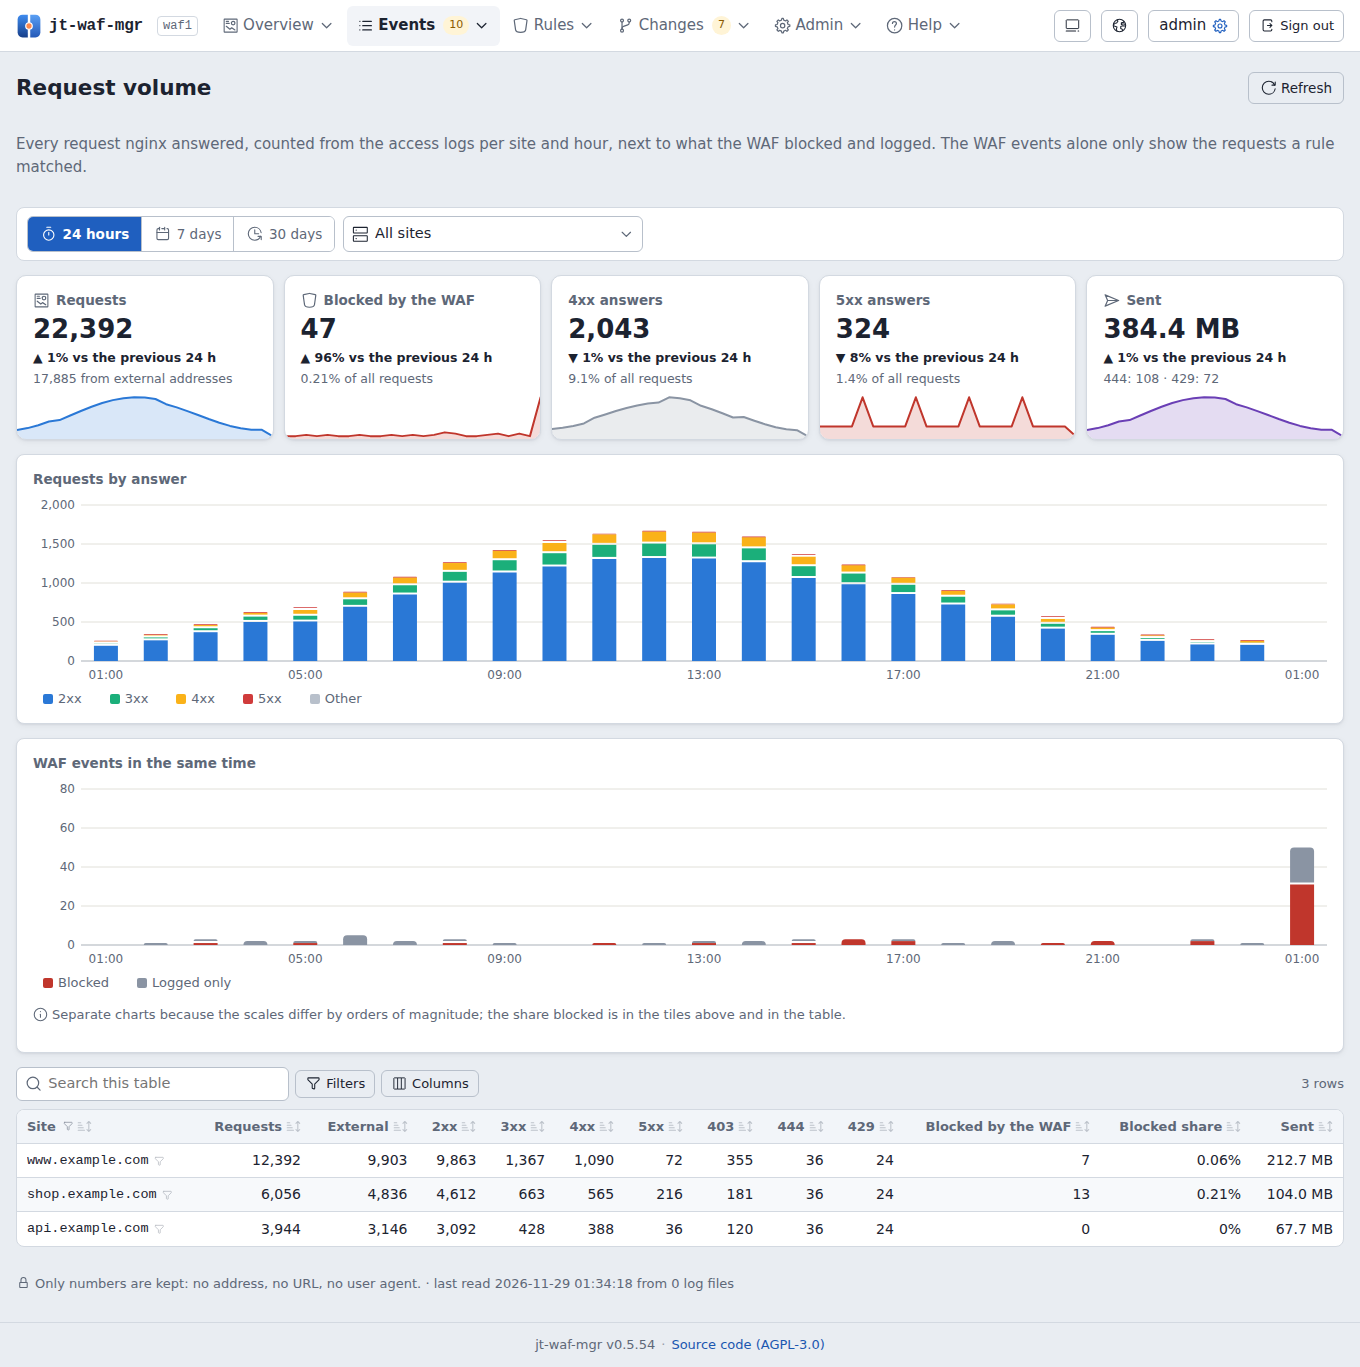 jt-waf-mgr waf1 Overview Events 10 Rules Changes 7 Admin Help admin Sign out
Request volume
Refresh
Every request nginx answered, counted from the access logs per site and hour, next to what the WAF blocked and logged. The WAF events alone only show the requests a rule
matched.
24 hours 7 days 30 days All sites
Requests
22,392
▲ 1% vs the previous 24 h
17,885 from external addresses
Blocked by the WAF
47
▲ 96% vs the previous 24 h
0.21% of all requests
4xx answers
2,043
▼ 1% vs the previous 24 h
9.1% of all requests
5xx answers
324
▼ 8% vs the previous 24 h
1.4% of all requests
Sent
384.4 MB
▲ 1% vs the previous 24 h
444: 108 · 429: 72
Requests by answer
2,000
1,500
1,000
500
0
01:00 05:00 09:00 13:00 17:00 21:00 01:00
2xx 3xx 4xx 5xx Other
WAF events in the same time
80
60
40
20
0
01:00 05:00 09:00 13:00 17:00 21:00 01:00
Blocked Logged only
Separate charts because the scales differ by orders of magnitude; the share blocked is in the tiles above and in the table.
Search this table Filters Columns 3 rows
Site Requests External 2xx 3xx 4xx 5xx 403 444 429 Blocked by the WAF Blocked share Sent
www.example.com 12,392 9,903 9,863 1,367 1,090 72 355 36 24 7 0.06% 212.7 MB
shop.example.com 6,056 4,836 4,612 663 565 216 181 36 24 13 0.21% 104.0 MB
api.example.com 3,944 3,146 3,092 428 388 36 120 36 24 0 0% 67.7 MB
Only numbers are kept: no address, no URL, no user agent. · last read 2026-11-29 01:34:18 from 0 log files
jt-waf-mgr v0.5.54 · Source code (AGPL-3.0)